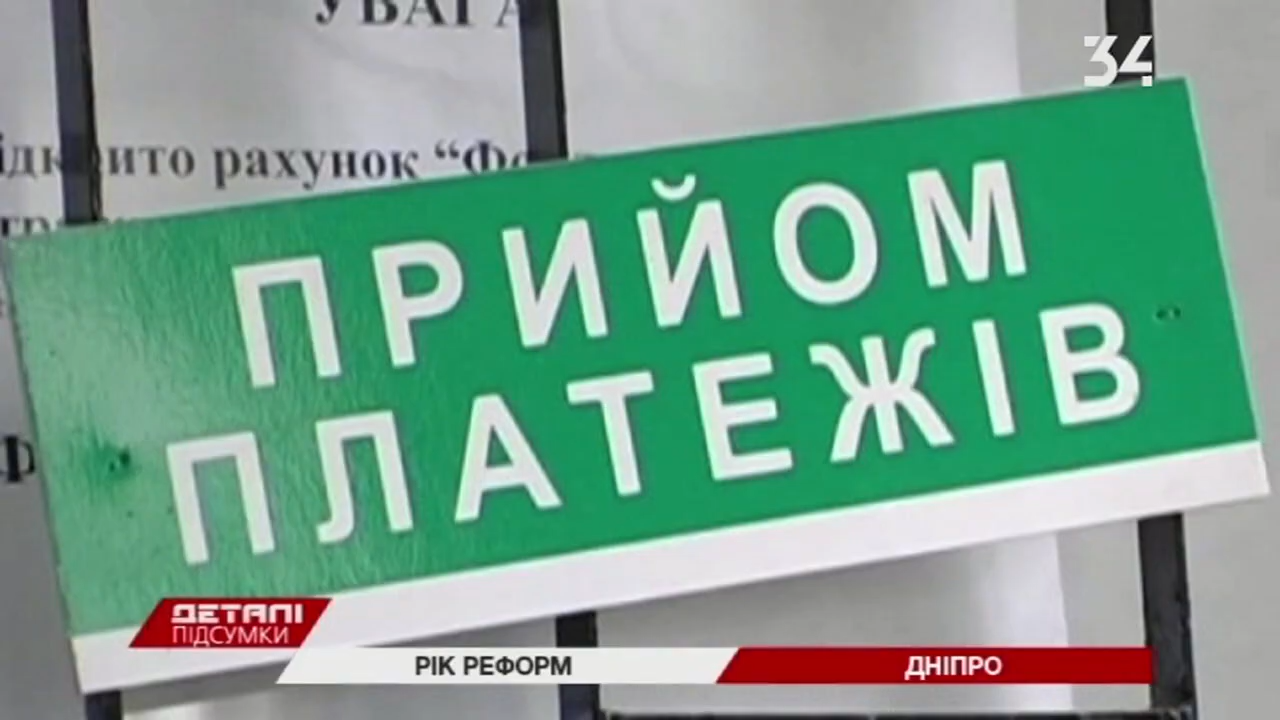 УВАГА
34
рахунок
ПРИЙОМ
ПЛАТЕЖІВ
ДЕТАЛІ
ПІДСУМКИ
РІК РЕФОРМ
ДНІПРО